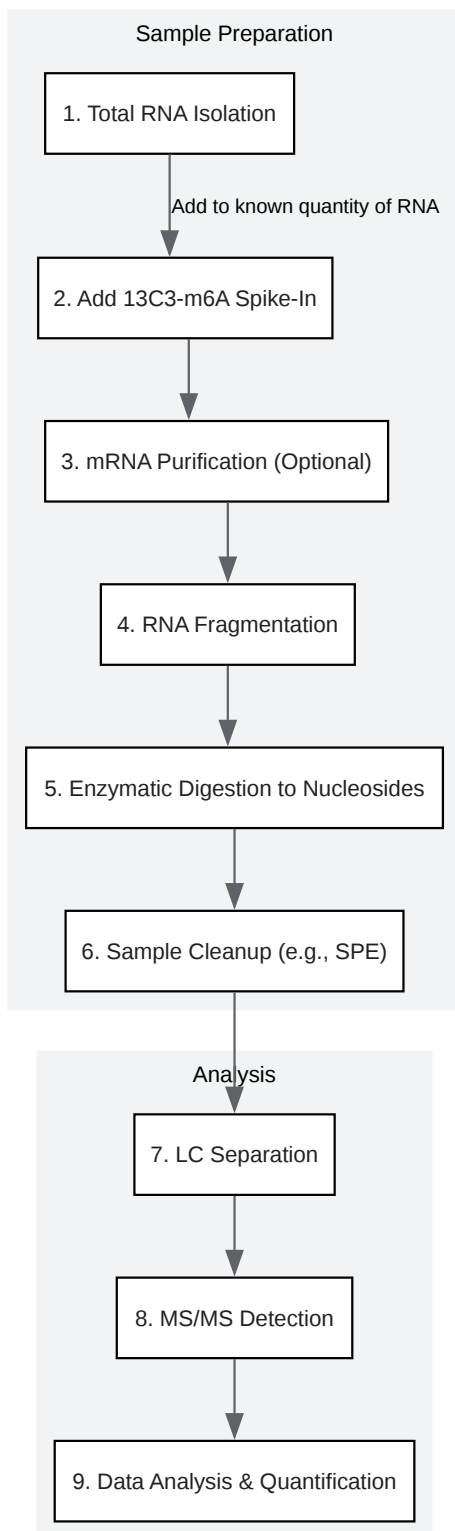 Sample Preparation
1. Total RNA Isolation
Add to known quantity of RNA
2. Add 13C3-m6A Spike-In
3. mRNA Purification (Optional)
4. RNA Fragmentation
5. Enzymatic Digestion to Nucleosides
6. Sample Cleanup (e.g., SPE)
Analysis
7. LC Separation
8. MS/MS Detection
9. Data Analysis & Quantification